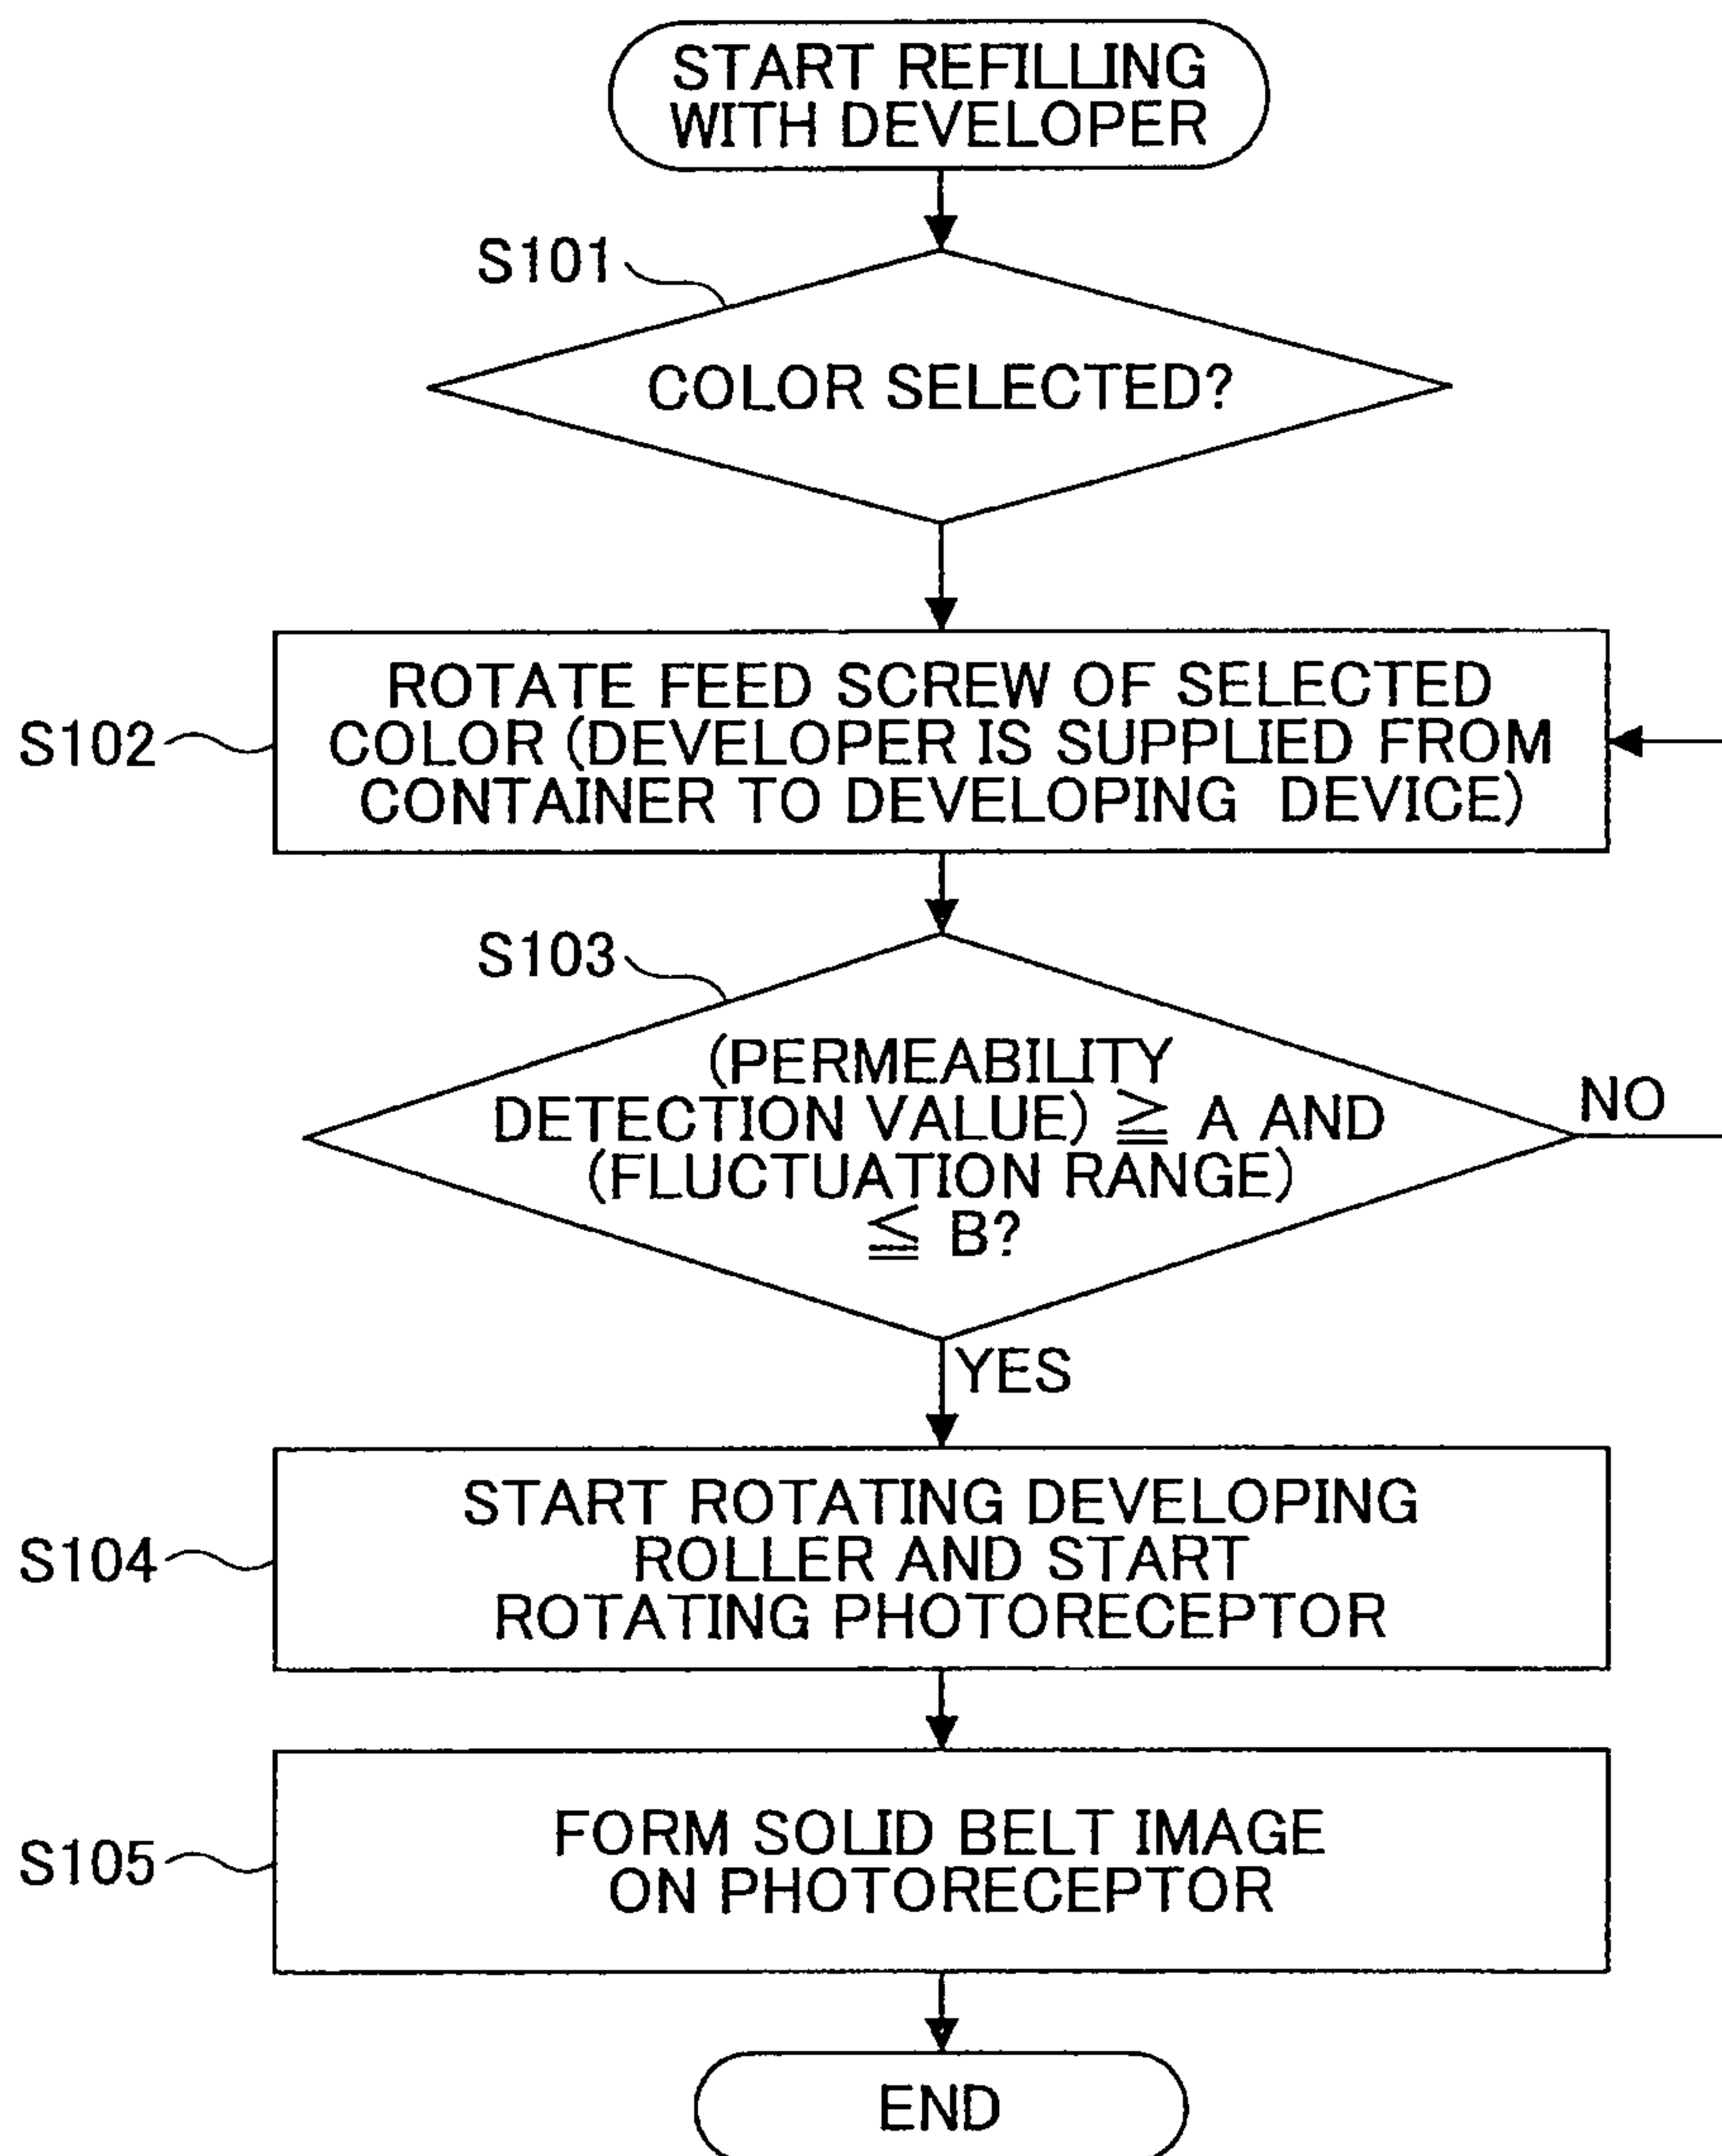 START REFILLING
WITH DEVELOPER
S101
COLOR SELECTED?
S102
ROTATE FEED SCREW OF SELECTED
COLOR (DEVELOPER IS SUPPLIED FROM
CONTAINER TO DEVELOPING DEVICE)
S103
(PERMEABILITY
DETECTION VALUE) ≧ A AND
(FLUCTUATION RANGE)
≦ B?
NO
YES
S104
START ROTATING DEVELOPING
ROLLER AND START
ROTATING PHOTORECEPTOR
S105
FORM SOLID BELT IMAGE
ON PHOTORECEPTOR
END